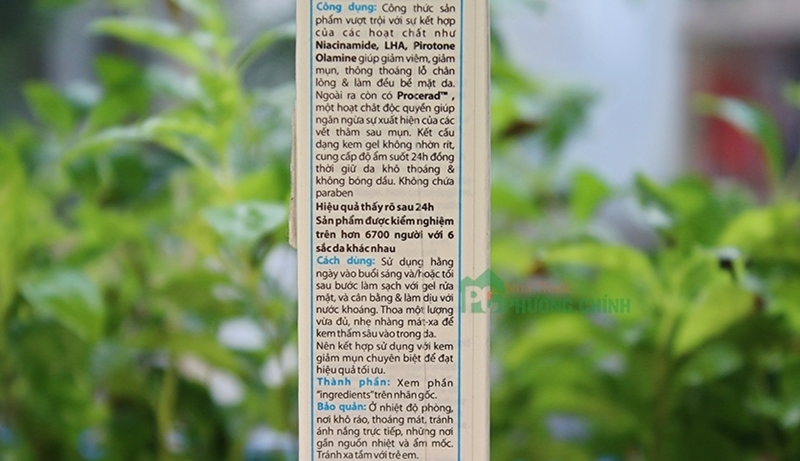 Công dụng: Công thức sản
phẩm vượt trội với sự kết hợp
của các hoạt chất như
Niacinamide, LHA, Pirotone
Olamine giúp giảm viêm, giảm
mụn, thông thoáng lỗ chân
lông & làm đều bề mặt da.
Ngoài ra còn có Procerad™ ,
một hoạt chất độc quyền giúp
ngăn ngừa sự xuất hiện của các
vết thâm sau mụn. Kết cấu
dạng kem gel không nhờn rít,
cung cấp độ ẩm suốt 24h đồng
thời giữ da khô thoáng &
không bóng dầu. Không chứa
paraben
Hiệu quả thấy rõ sau 24h
Sản phẩm được kiểm nghiệm
trên hơn 6700 người với 6
sắc da khác nhau
Cách dùng: Sử dụng hằng
ngày vào buổi sáng và/hoặc tối
sau bước làm sạch với gel rửa
mặt, và cân bằng & làm dịu với
nước khoáng. Thoa một lượng
vừa đủ, nhẹ nhàng mát-xa để
kem thấm sâu vào trong da.
Nên kết hợp sử dụng với kem
giảm mụn chuyên biệt để đạt
hiệu quả tối ưu.
Thành phần: Xem phần
"ingredients" trên nhãn gốc.
Bảo quản: Ở nhiệt độ phòng,
nơi khô ráo, thoáng mát, tránh
ánh nắng trực tiếp, những nơi
gần nguồn nhiệt và ẩm mốc.
Tránh xa tầm với trẻ em.
PC
PHƯƠNG CHÍNH